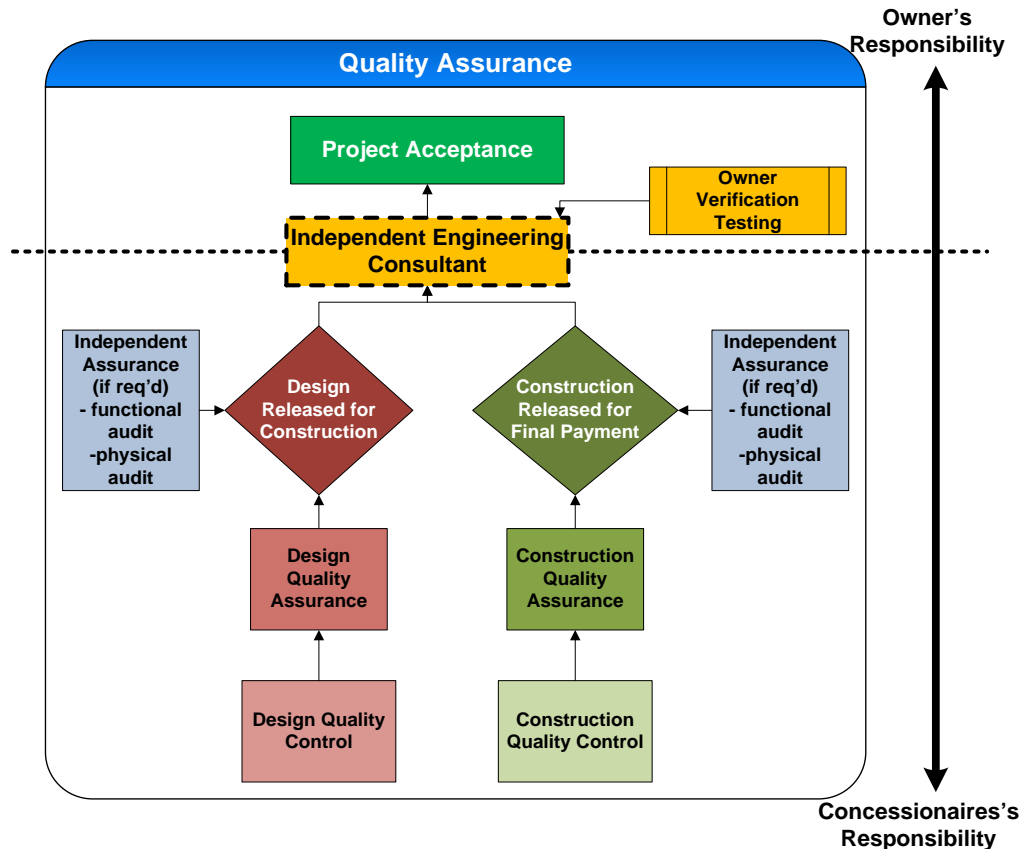 Owner's
Responsibility
Quality Assurance
Project Acceptance
Owner
Verification
Testing
Independent Engineering
Consultant
Independent
Assurance
(if req'd)
- functional
audit
-physical
audit
Design
Released for
Construction
Construction
Released for
Final Payment
Independent
Assurance
(if req'd)
- functional
audit
-physical
audit
Design
Quality
Assurance
Construction
Quality
Assurance
Design Quality
Control
Construction
Quality Control
Concessionaires's
Responsibility